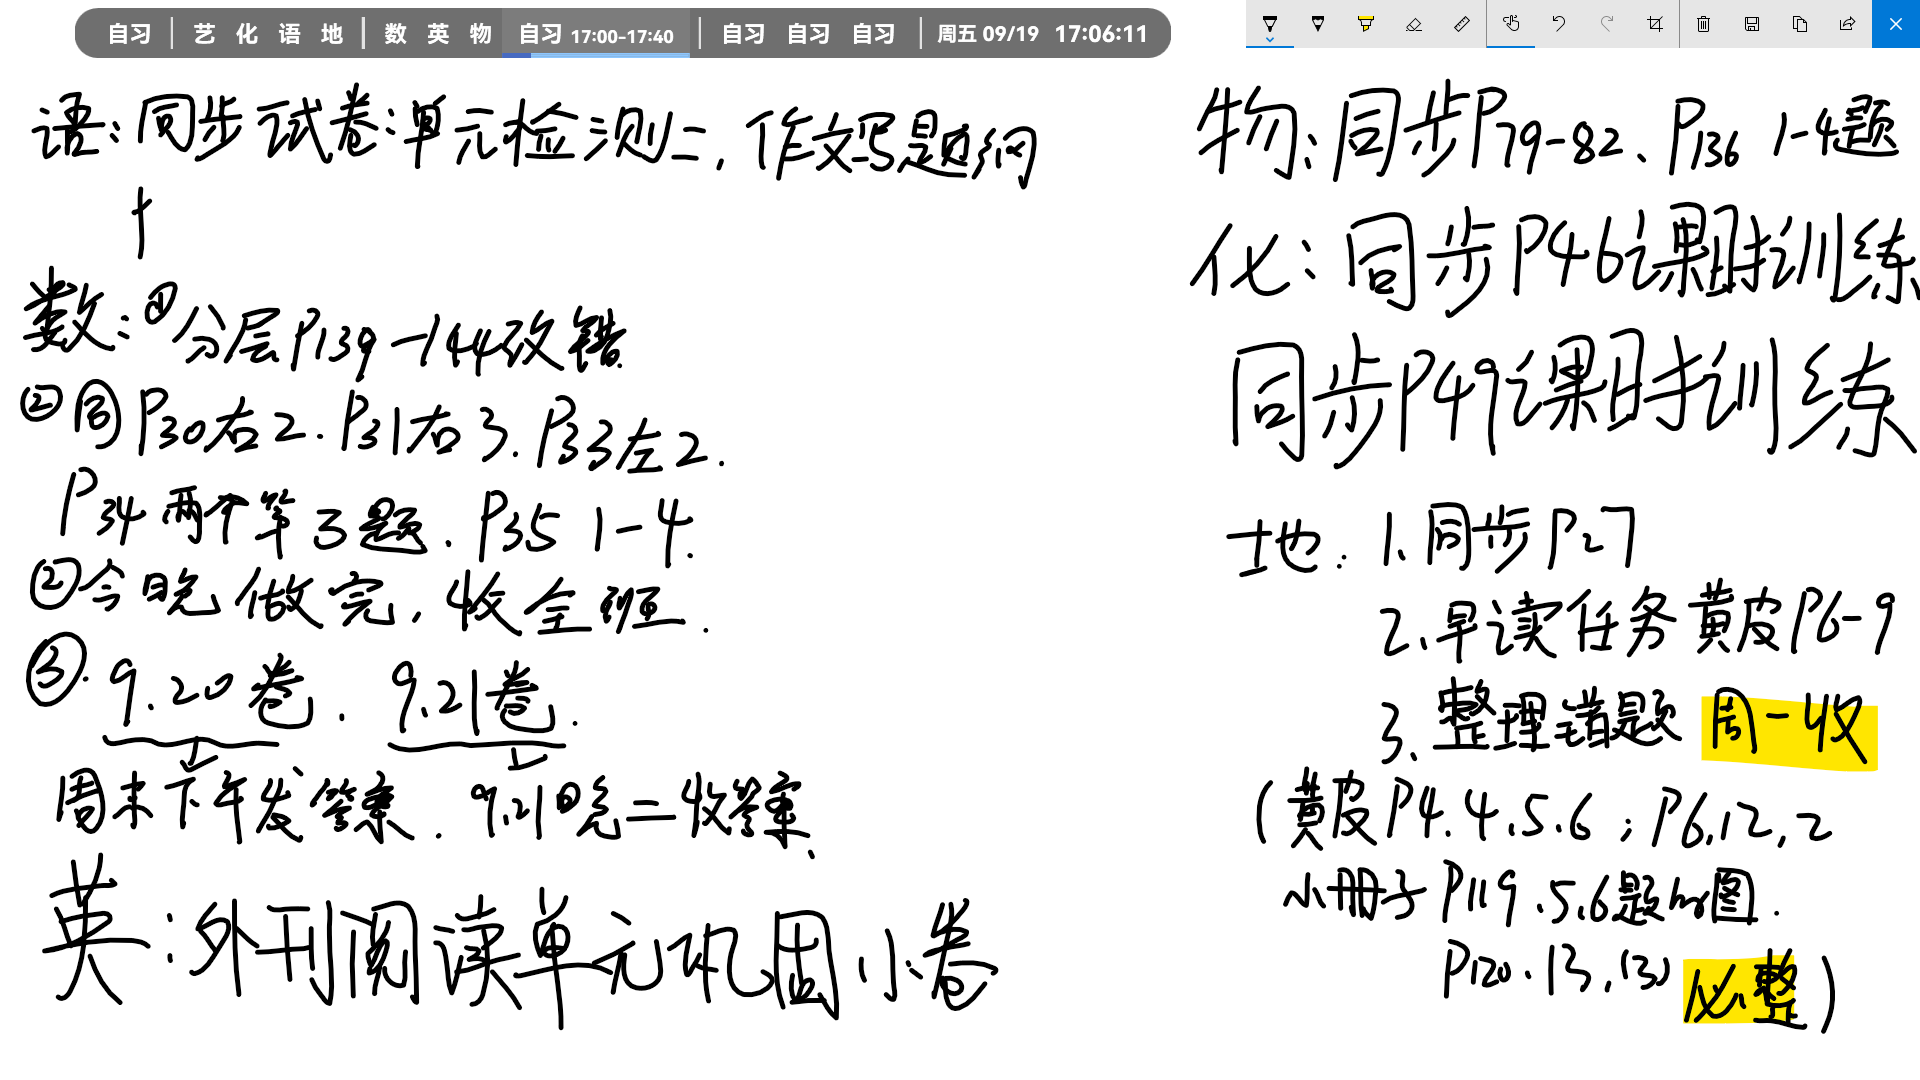 自习 | 艺 化 语 地 | 数 英 物 自习 17:00-17:40 | 自习 自习 自习 | 周五 09/19 17:06:11
语:同步试卷:单元检测二,作文写题纲
数:①分层P139-144改错.
②同P30右2.P31右3.P33左2.
P34两个第3题.P35 1-4.
②今晚做完,收全班.
③.9.20卷.9.21卷.
周末下午发答案.9.21日晚二收答案.
英:外刊阅读单元巩固小卷
物:同步P79-82、P136 1-4题
化:同步P46课时训练
同步P49课时训练
地:1、同步P27
2、早读任务黄皮P6-9
3、整理错题 周一收
(黄皮P4.4.5.6;P6.12,2
小册子P119.5.6题图.
P120.13,(3) 必整)